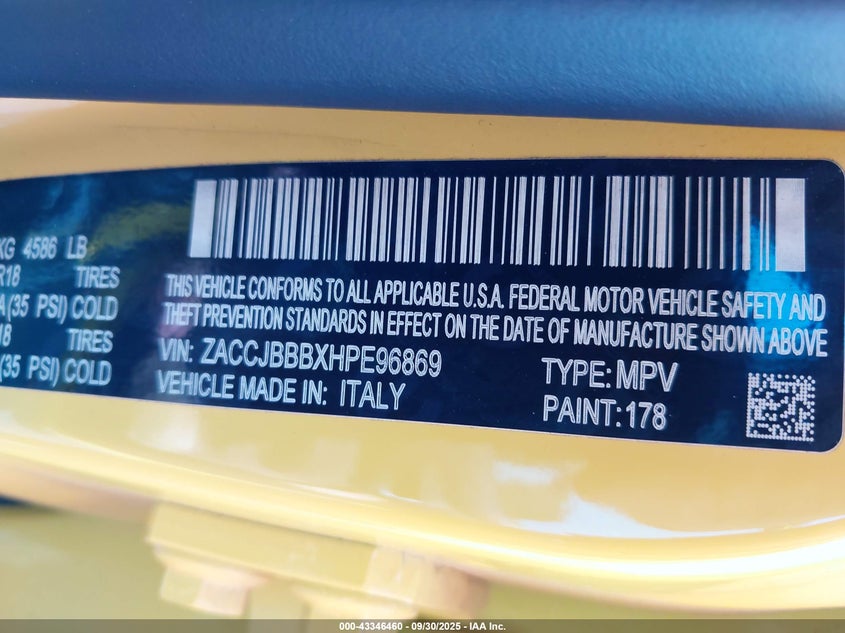 KG 4586 LB
R18 TIRES
(35 PSI) COLD
18 TIRES
(35 PSI) COLD
THIS VEHICLE CONFORMS TO ALL APPLICABLE U.S.A. FEDERAL MOTOR VEHICLE SAFETY AND
THEFT PREVENTION STANDARDS IN EFFECT ON THE DATE OF MANUFACTURE SHOWN ABOVE
VIN: ZACCJBBBXHPE96869 TYPE: MPV
VEHICLE MADE IN: ITALY PAINT: 178
000-43346460 - 09/30/2025 - IAA Inc.